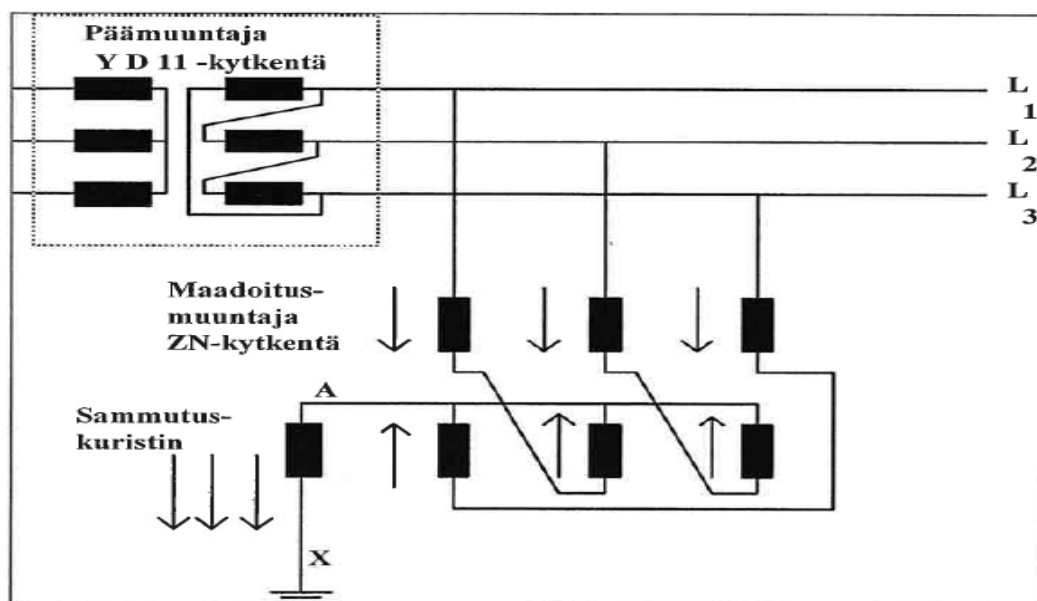 Päämuuntaja
Y D 11 -kytkentä
L
1
L
2
L
3
Maadoitus-
muuntaja
ZN-kytkentä
A
Sammutus-
kuristin
X